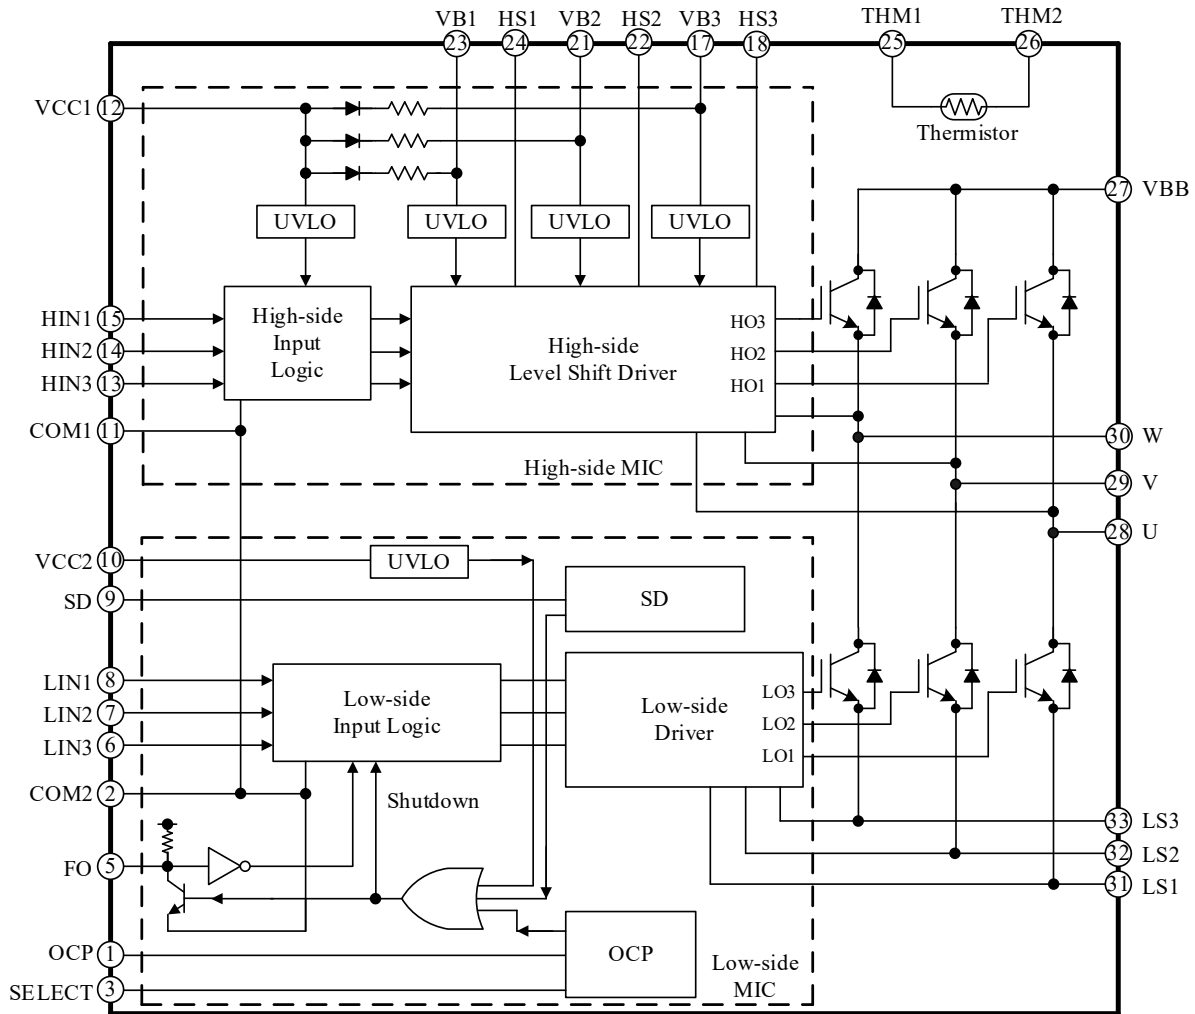 VB1 HS1 VB2 HS2 VB3 HS3 THM1 THM2
23 24 21 22 17 18 25 26
VCC1 12
Thermistor
27 VBB
UVLO UVLO UVLO UVLO
HIN1 15
HIN2 14
HIN3 13
COM1 11
High-side
Input
Logic
High-side
Level Shift Driver
HO3
HO2
HO1
High-side MIC
30 W
29 V
28 U
VCC2 10
UVLO
SD 9
SD
LIN1 8
LIN2 7
LIN3 6
COM2 2
Low-side
Input Logic
Low-side
Driver
LO3
LO2
LO1
Shutdown
33 LS3
32 LS2
31 LS1
FO 5
OCP 1
SELECT 3
OCP
Low-side
MIC